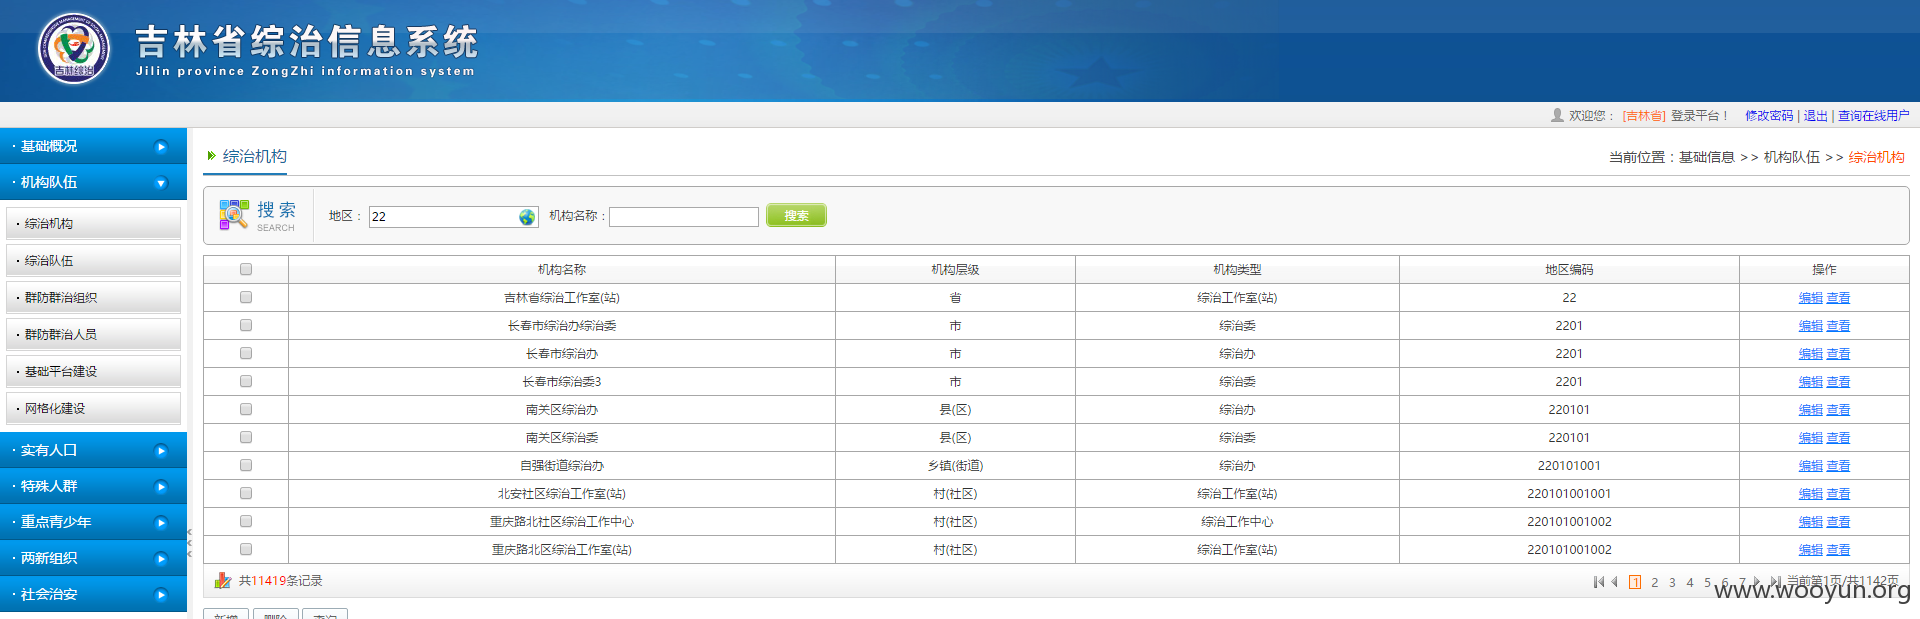 吉林省综治信息系统
Jilin province ZongZhi information system
吉林综治
欢迎您： [吉林省] 登录平台！ 修改密码 | 退出 | 查询在线用户
· 基础概况
· 机构队伍
· 综治机构
· 综治队伍
· 群防群治组织
· 群防群治人员
· 基础平台建设
· 网格化建设
· 实有人口
· 特殊人群
· 重点青少年
· 两新组织
· 社会治安
综治机构
当前位置：基础信息 >> 机构队伍 >> 综治机构
搜 索
SEARCH
地区： 22 机构名称： 搜索
机构名称 机构层级 机构类型 地区编码 操作
吉林省综治工作室(站) 省 综治工作室(站) 22 编辑 查看
长春市综治办综治委 市 综治委 2201 编辑 查看
长春市综治办 市 综治办 2201 编辑 查看
长春市综治委3 市 综治委 2201 编辑 查看
南关区综治办 县(区) 综治办 220101 编辑 查看
南关区综治委 县(区) 综治委 220101 编辑 查看
自强街道综治办 乡镇(街道) 综治办 220101001 编辑 查看
北安社区综治工作室(站) 村(社区) 综治工作室(站) 220101001001 编辑 查看
重庆路北社区综治工作中心 村(社区) 综治工作中心 220101001002 编辑 查看
重庆路北区综治工作室(站) 村(社区) 综治工作室(站) 220101001002 编辑 查看
共11419条记录
1 2 3 4 5 6 7 当前第1页/共1142页
www.wooyun.org
新增 删除 查询